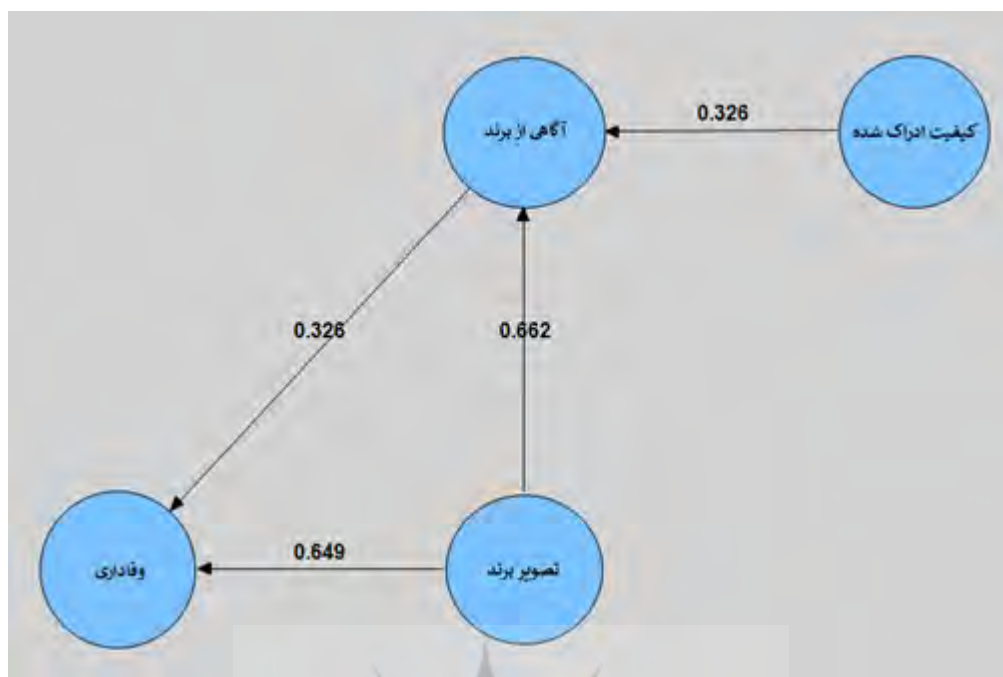 کیفیت ادراک شده
0.326
آگاهی از برند
0.326
0.662
تصویر برند
0.649
وفاداری